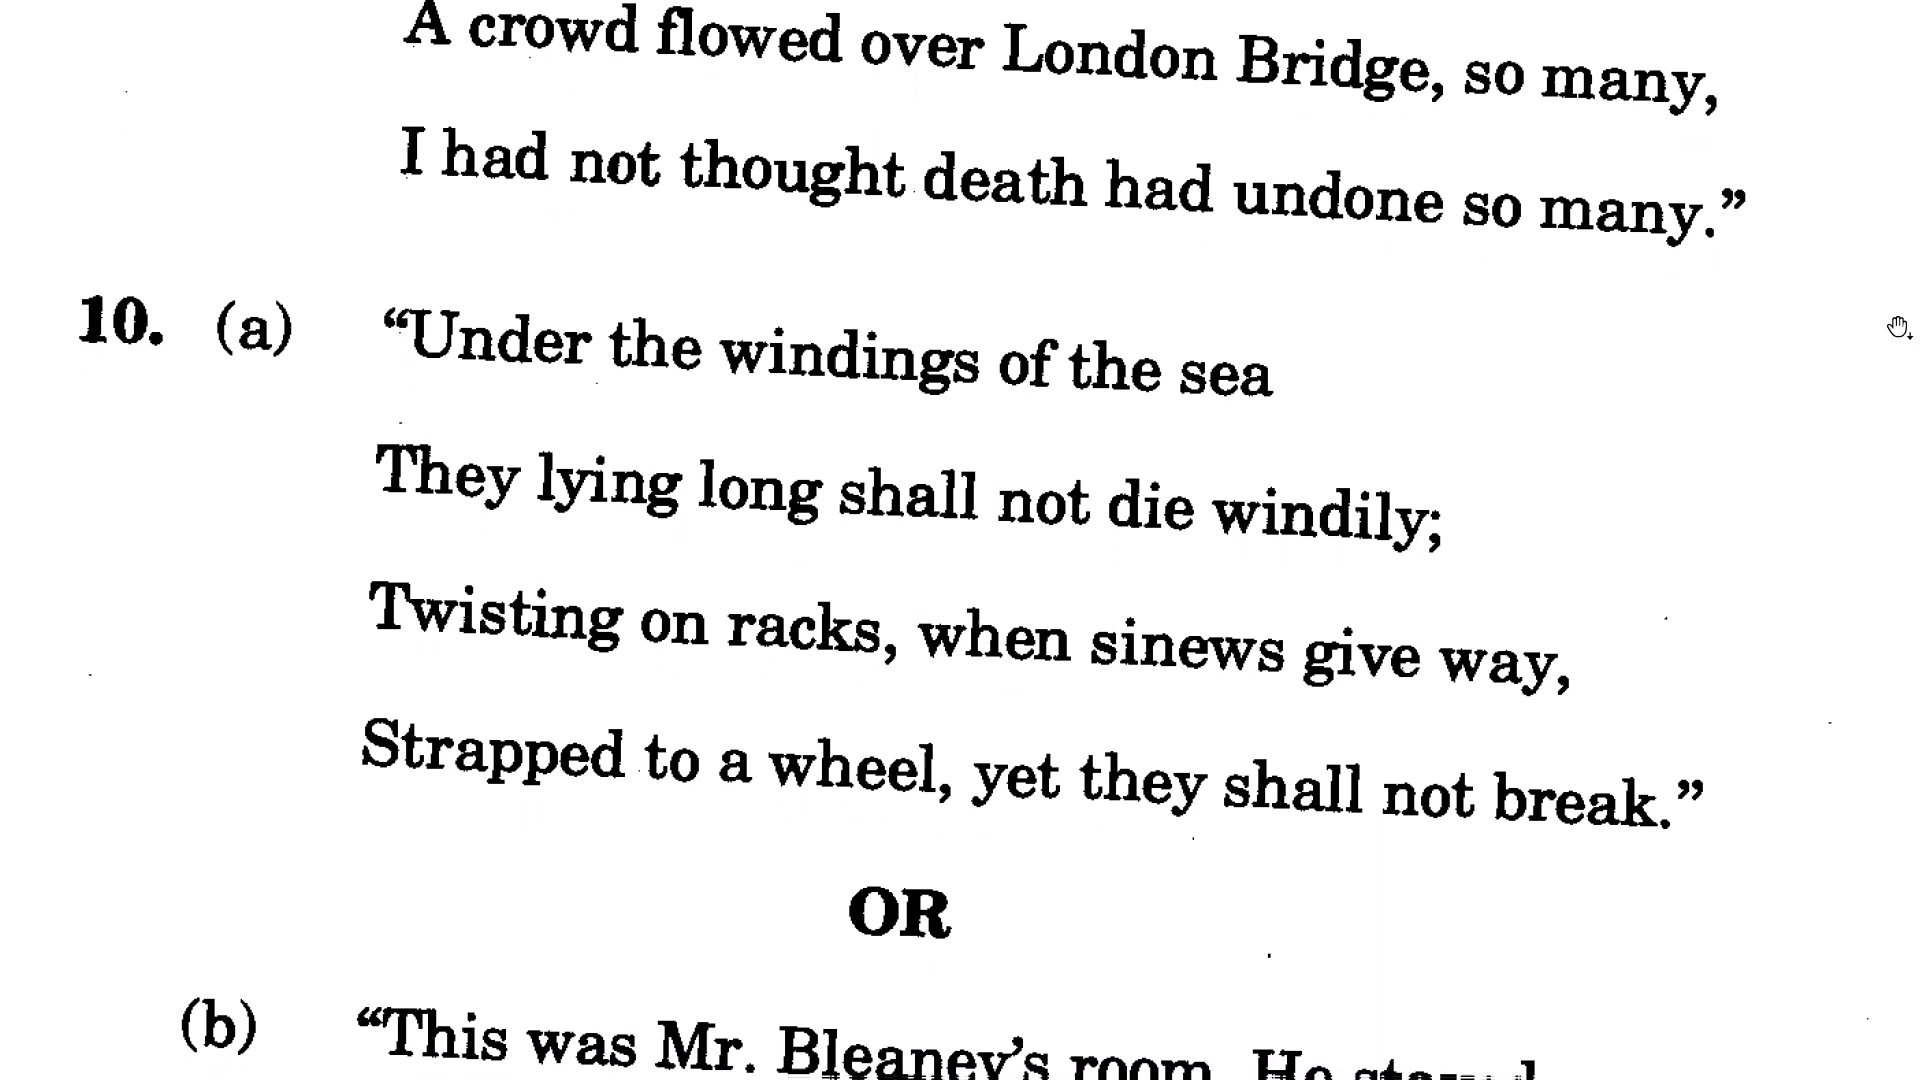 A crowd flowed over London Bridge, so many,
I had not thought death had undone so many.”
10. (a) “Under the windings of the sea
They lying long shall not die windily;
Twisting on racks, when sinews give way,
Strapped to a wheel, yet they shall not break.”
OR
(b) “This was Mr. Bleaney’s room. He stayed